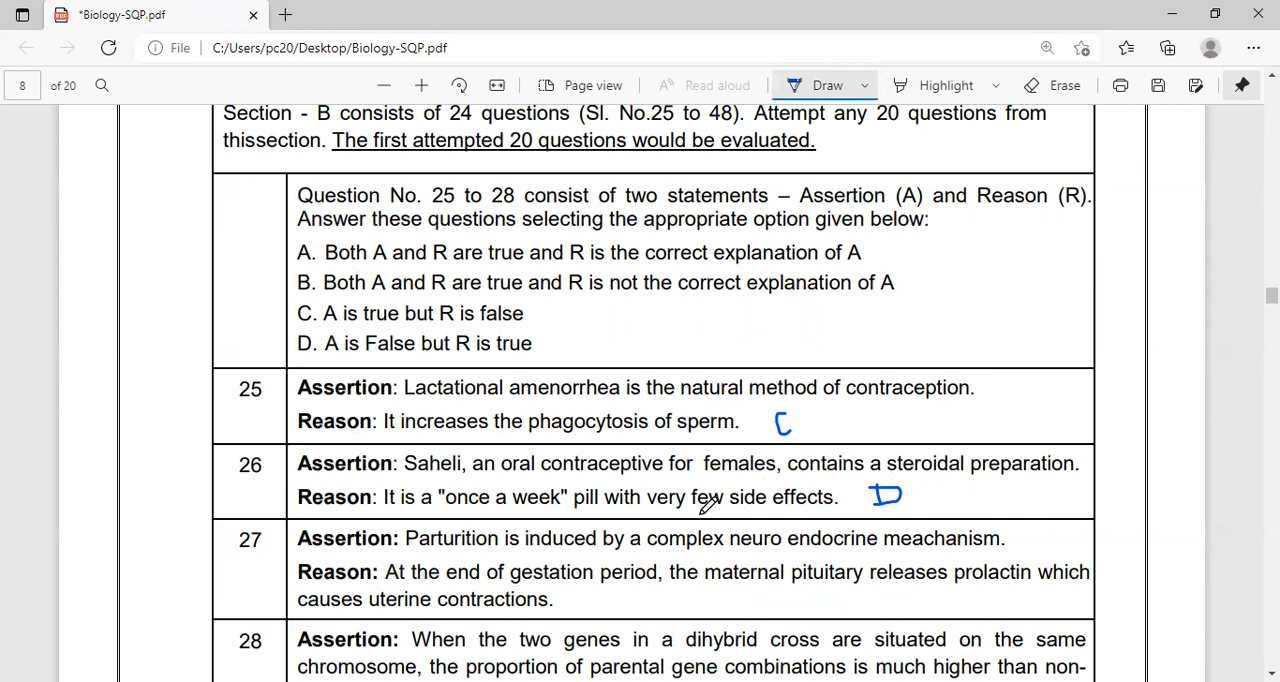 *Biology-SQP.pdf
File | C:/Users/pc20/Desktop/Biology-SQP.pdf
8 of 20 Page view Read aloud Draw Highlight Erase
Section - B consists of 24 questions (Sl. No.25 to 48). Attempt any 20 questions from
thissection. The first attempted 20 questions would be evaluated.
Question No. 25 to 28 consist of two statements – Assertion (A) and Reason (R).
Answer these questions selecting the appropriate option given below:
A. Both A and R are true and R is the correct explanation of A
B. Both A and R are true and R is not the correct explanation of A
C. A is true but R is false
D. A is False but R is true
25 Assertion: Lactational amenorrhea is the natural method of contraception.
Reason: It increases the phagocytosis of sperm. C
26 Assertion: Saheli, an oral contraceptive for females, contains a steroidal preparation.
Reason: It is a "once a week" pill with very few side effects. D
27 Assertion: Parturition is induced by a complex neuro endocrine meachanism.
Reason: At the end of gestation period, the maternal pituitary releases prolactin which
causes uterine contractions.
28 Assertion: When the two genes in a dihybrid cross are situated on the same
chromosome, the proportion of parental gene combinations is much higher than non-